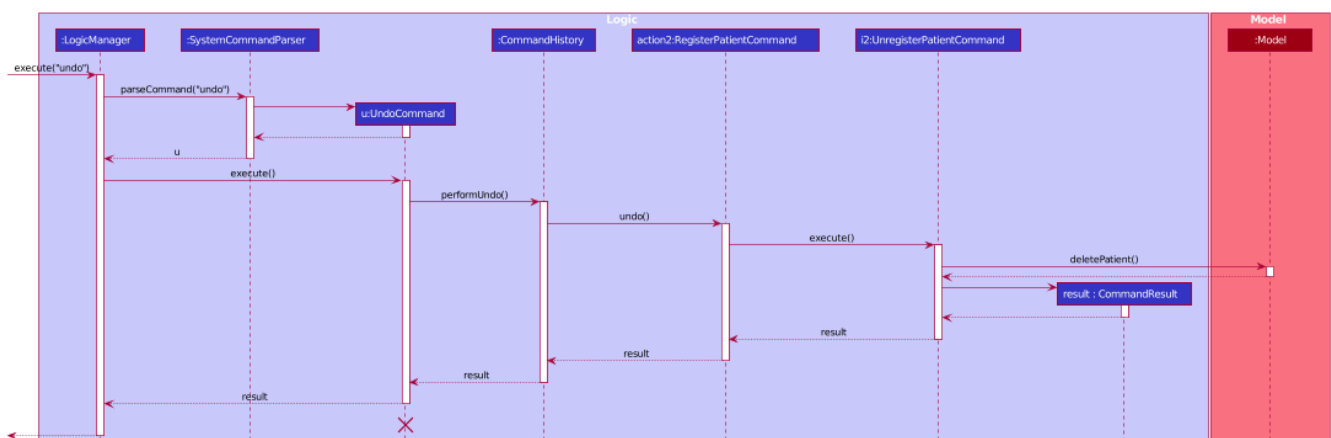 Logic
Model
:LogicManager
:SystemCommandParser
:CommandHistory
action2:RegisterPatientCommand
i2:UnregisterPatientCommand
:Model
execute("undo")
parseCommand("undo")
u:UndoCommand
u
execute()
performUndo()
undo()
execute()
deletePatient()
result : CommandResult
result
result
result
result